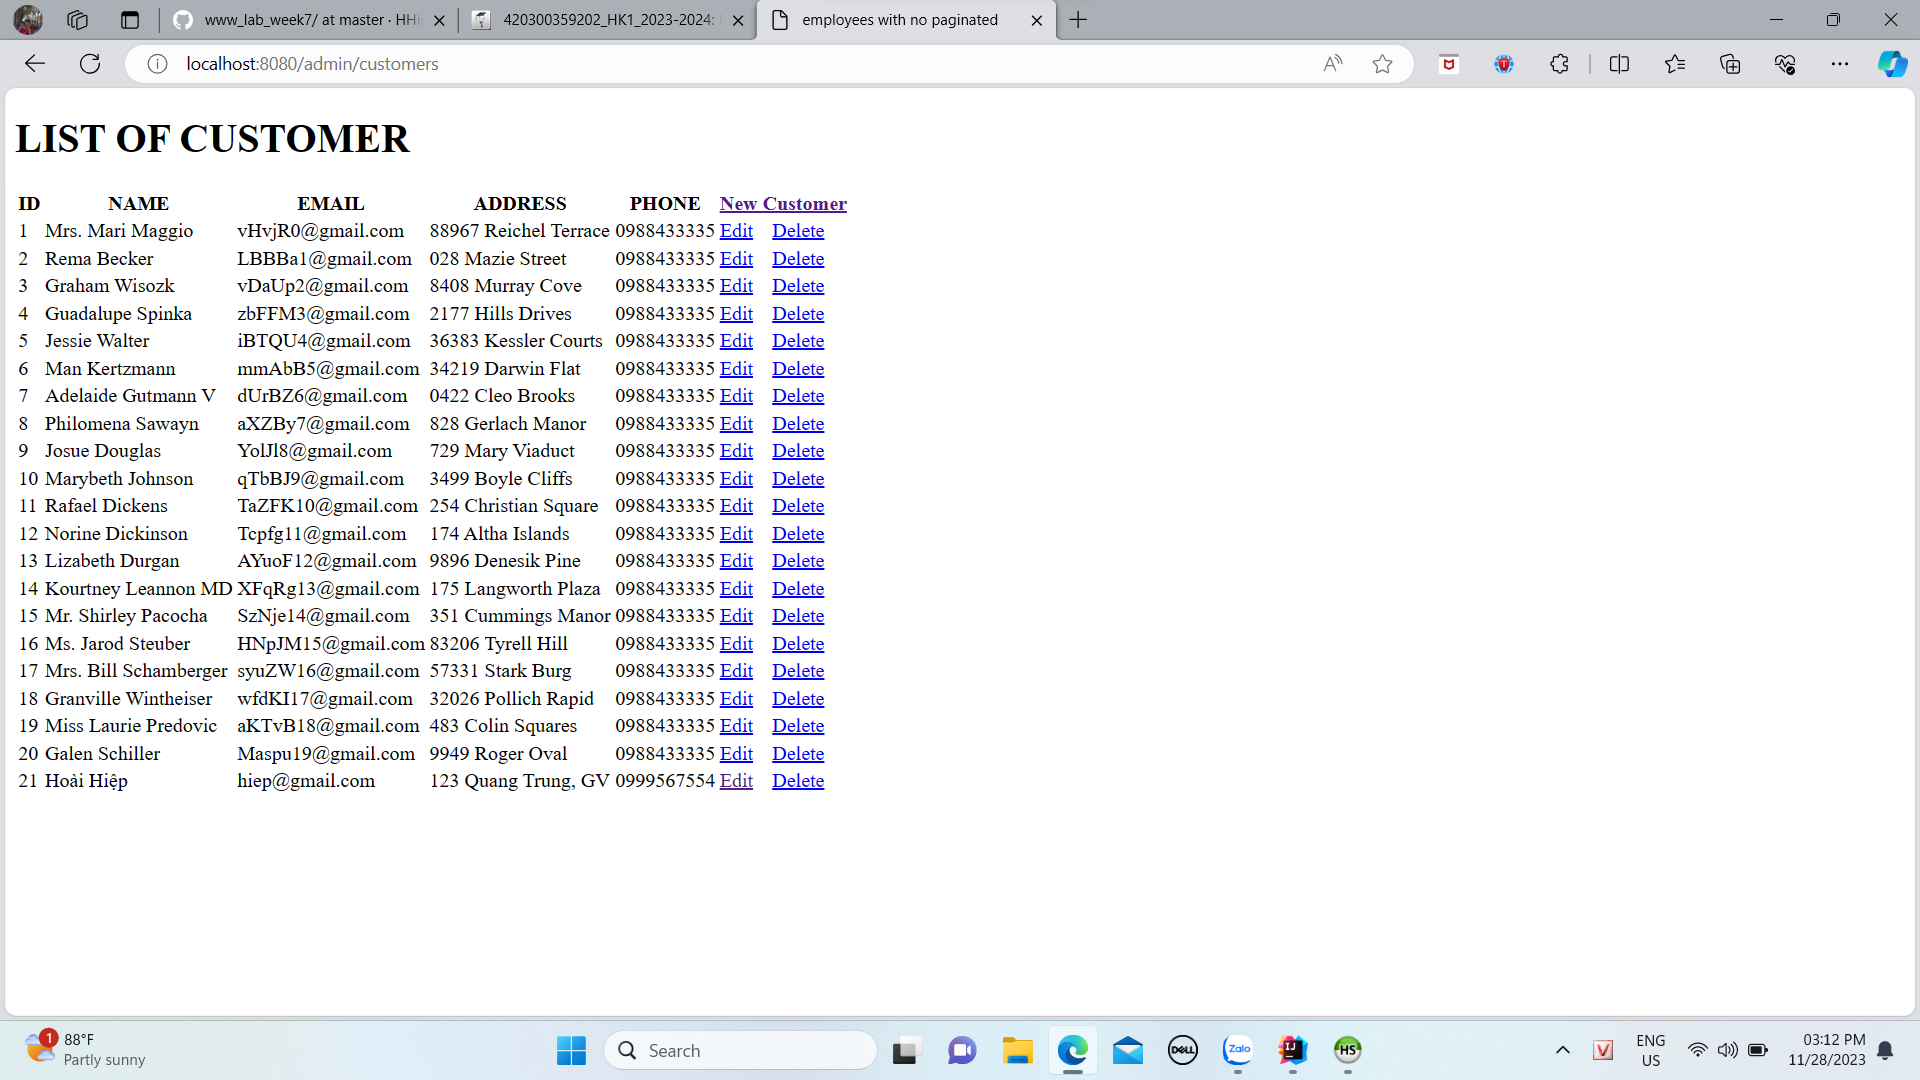 www_lab_week7/ at master · HHi
420300359202_HK1_2023-2024:
employees with no paginated
localhost:8080/admin/customers
LIST OF CUSTOMER
ID NAME EMAIL ADDRESS PHONE New Customer
1 Mrs. Mari Maggio vHvjR0@gmail.com 88967 Reichel Terrace 0988433335 Edit Delete
2 Rema Becker LBBBa1@gmail.com 028 Mazie Street 0988433335 Edit Delete
3 Graham Wisozk vDaUp2@gmail.com 8408 Murray Cove 0988433335 Edit Delete
4 Guadalupe Spinka zbFFM3@gmail.com 2177 Hills Drives 0988433335 Edit Delete
5 Jessie Walter iBTQU4@gmail.com 36383 Kessler Courts 0988433335 Edit Delete
6 Man Kertzmann mmAbB5@gmail.com 34219 Darwin Flat 0988433335 Edit Delete
7 Adelaide Gutmann V dUrBZ6@gmail.com 0422 Cleo Brooks 0988433335 Edit Delete
8 Philomena Sawayn aXZBy7@gmail.com 828 Gerlach Manor 0988433335 Edit Delete
9 Josue Douglas YolJl8@gmail.com 729 Mary Viaduct 0988433335 Edit Delete
10 Marybeth Johnson qTbBJ9@gmail.com 3499 Boyle Cliffs 0988433335 Edit Delete
11 Rafael Dickens TaZFK10@gmail.com 254 Christian Square 0988433335 Edit Delete
12 Norine Dickinson Tcpfg11@gmail.com 174 Altha Islands 0988433335 Edit Delete
13 Lizabeth Durgan AYuoF12@gmail.com 9896 Denesik Pine 0988433335 Edit Delete
14 Kourtney Leannon MD XFqRg13@gmail.com 175 Langworth Plaza 0988433335 Edit Delete
15 Mr. Shirley Pacocha SzNje14@gmail.com 351 Cummings Manor 0988433335 Edit Delete
16 Ms. Jarod Steuber HNpJM15@gmail.com 83206 Tyrell Hill 0988433335 Edit Delete
17 Mrs. Bill Schamberger syuZW16@gmail.com 57331 Stark Burg 0988433335 Edit Delete
18 Granville Wintheiser wfdKI17@gmail.com 32026 Pollich Rapid 0988433335 Edit Delete
19 Miss Laurie Predovic aKTvB18@gmail.com 483 Colin Squares 0988433335 Edit Delete
20 Galen Schiller Maspu19@gmail.com 9949 Roger Oval 0988433335 Edit Delete
21 Hoài Hiệp hiep@gmail.com 123 Quang Trung, GV 0999567554 Edit Delete
1
88°F
Partly sunny
Search
DELL
Zalo
IJ
HS
V
ENG
US
03:12 PM
11/28/2023